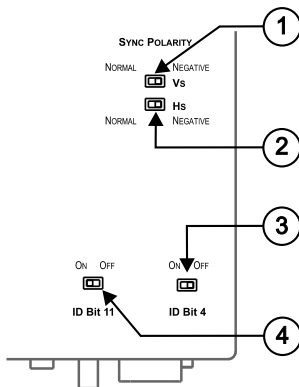 1
SYNC POLARITY
NORMAL NEGATIVE
VS
HS
NORMAL NEGATIVE
2
3
ON OFF ON OFF
ID Bit 11 ID Bit 4
4